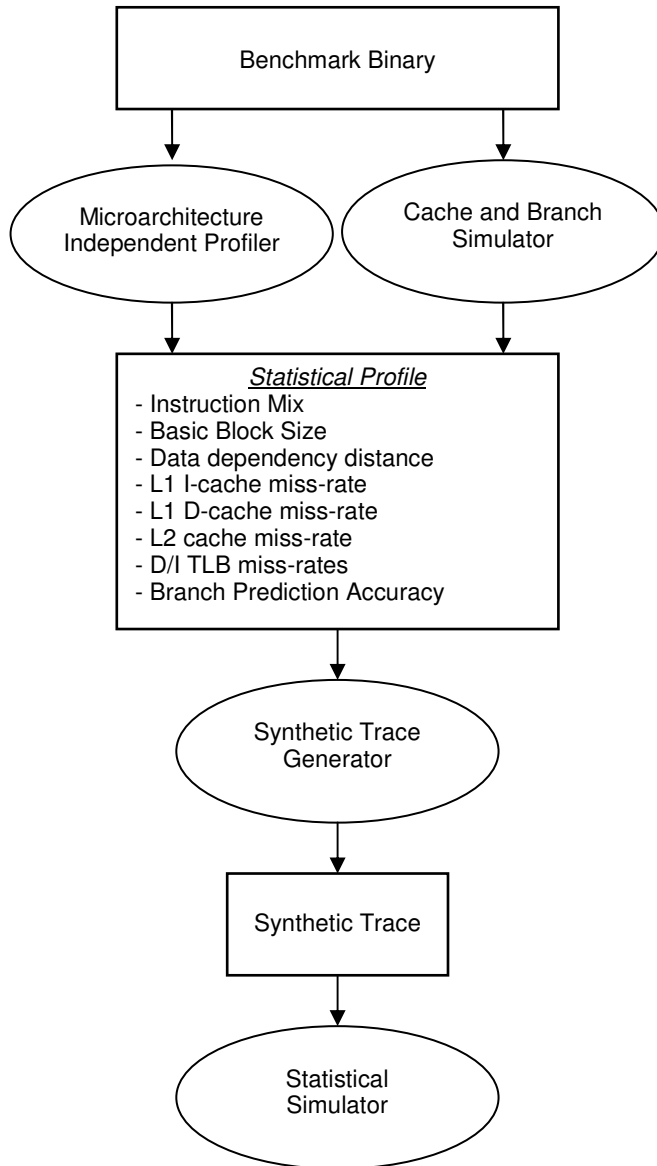 Benchmark Binary
Microarchitecture
Independent Profiler
Cache and Branch
Simulator
Statistical Profile
- Instruction Mix
- Basic Block Size
- Data dependency distance
- L1 I-cache miss-rate
- L1 D-cache miss-rate
- L2 cache miss-rate
- D/I TLB miss-rates
- Branch Prediction Accuracy
Synthetic Trace
Generator
Synthetic Trace
Statistical
Simulator